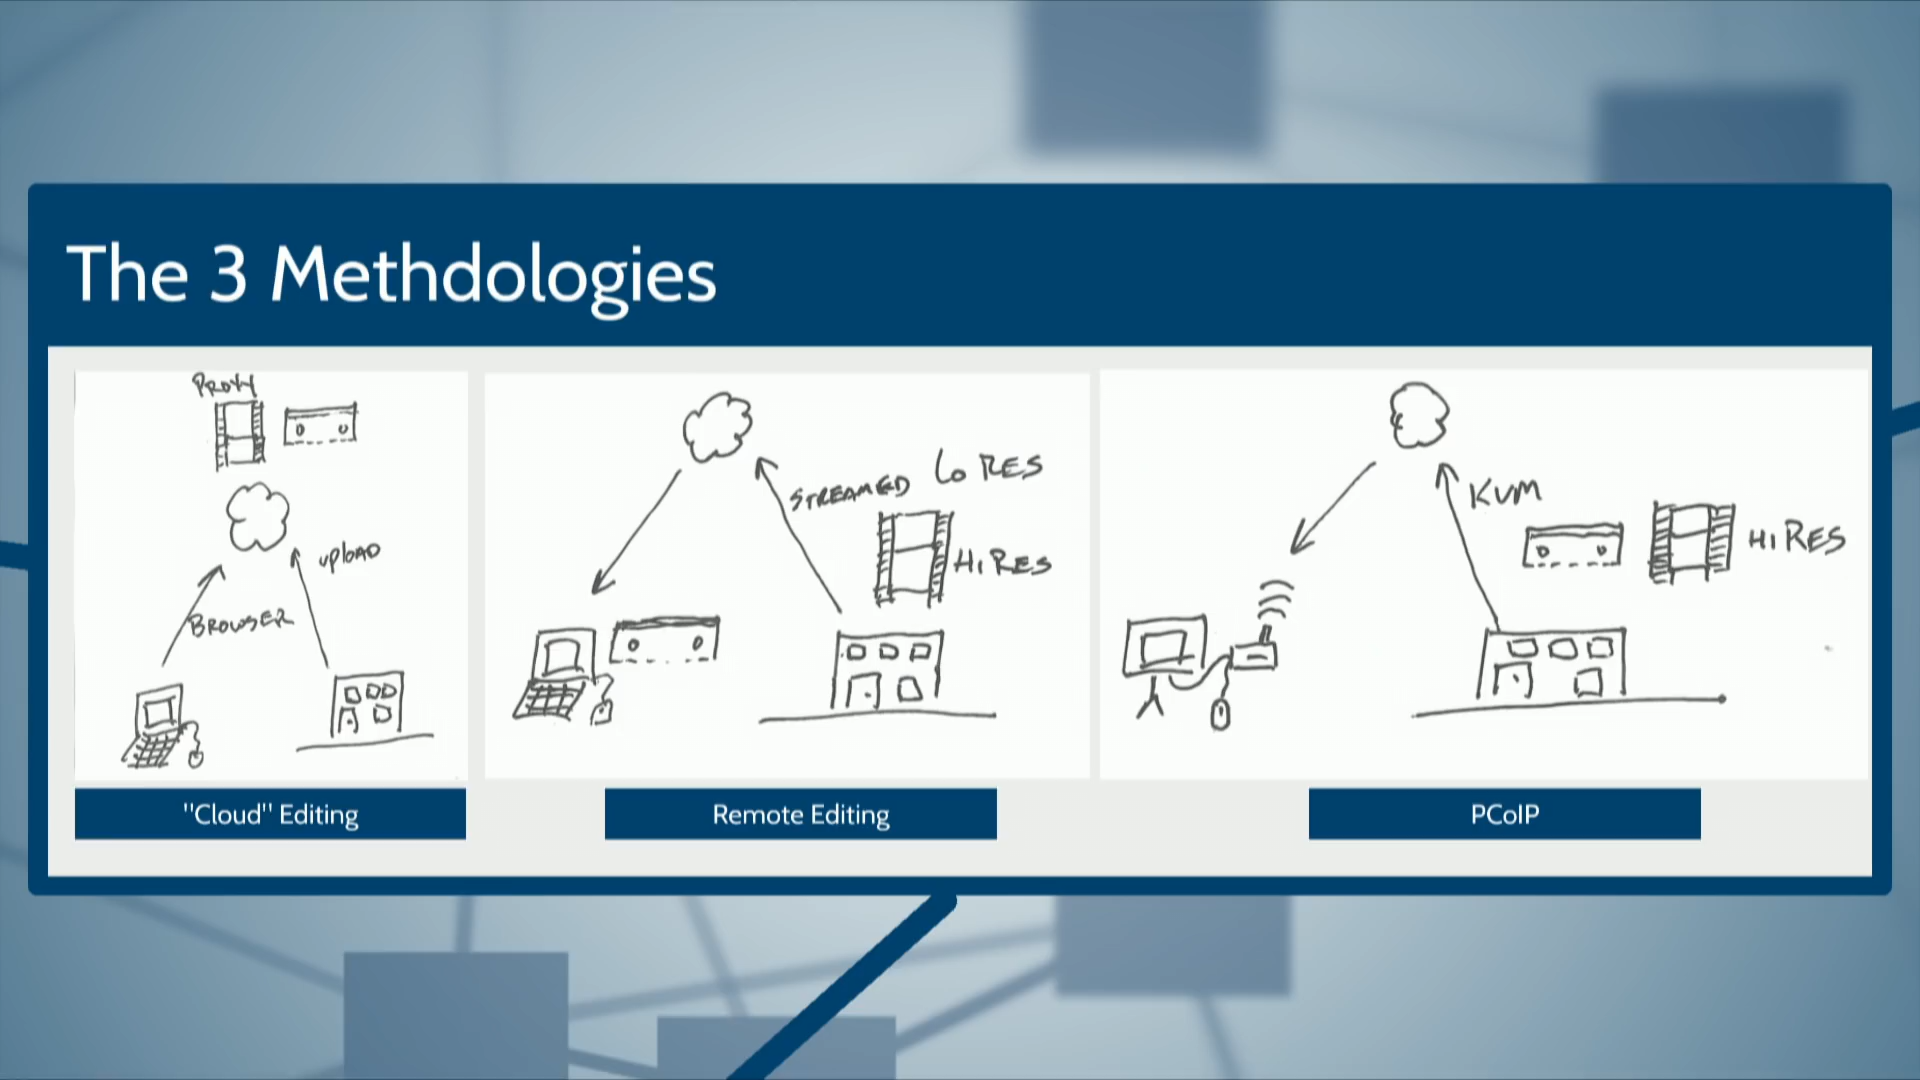 The 3 Methdologies
PROXY
UPLOAD
BROWSER
STREAMED Lo RES
Hi RES
KVM
Hi RES
"Cloud" Editing
Remote Editing
PCoIP